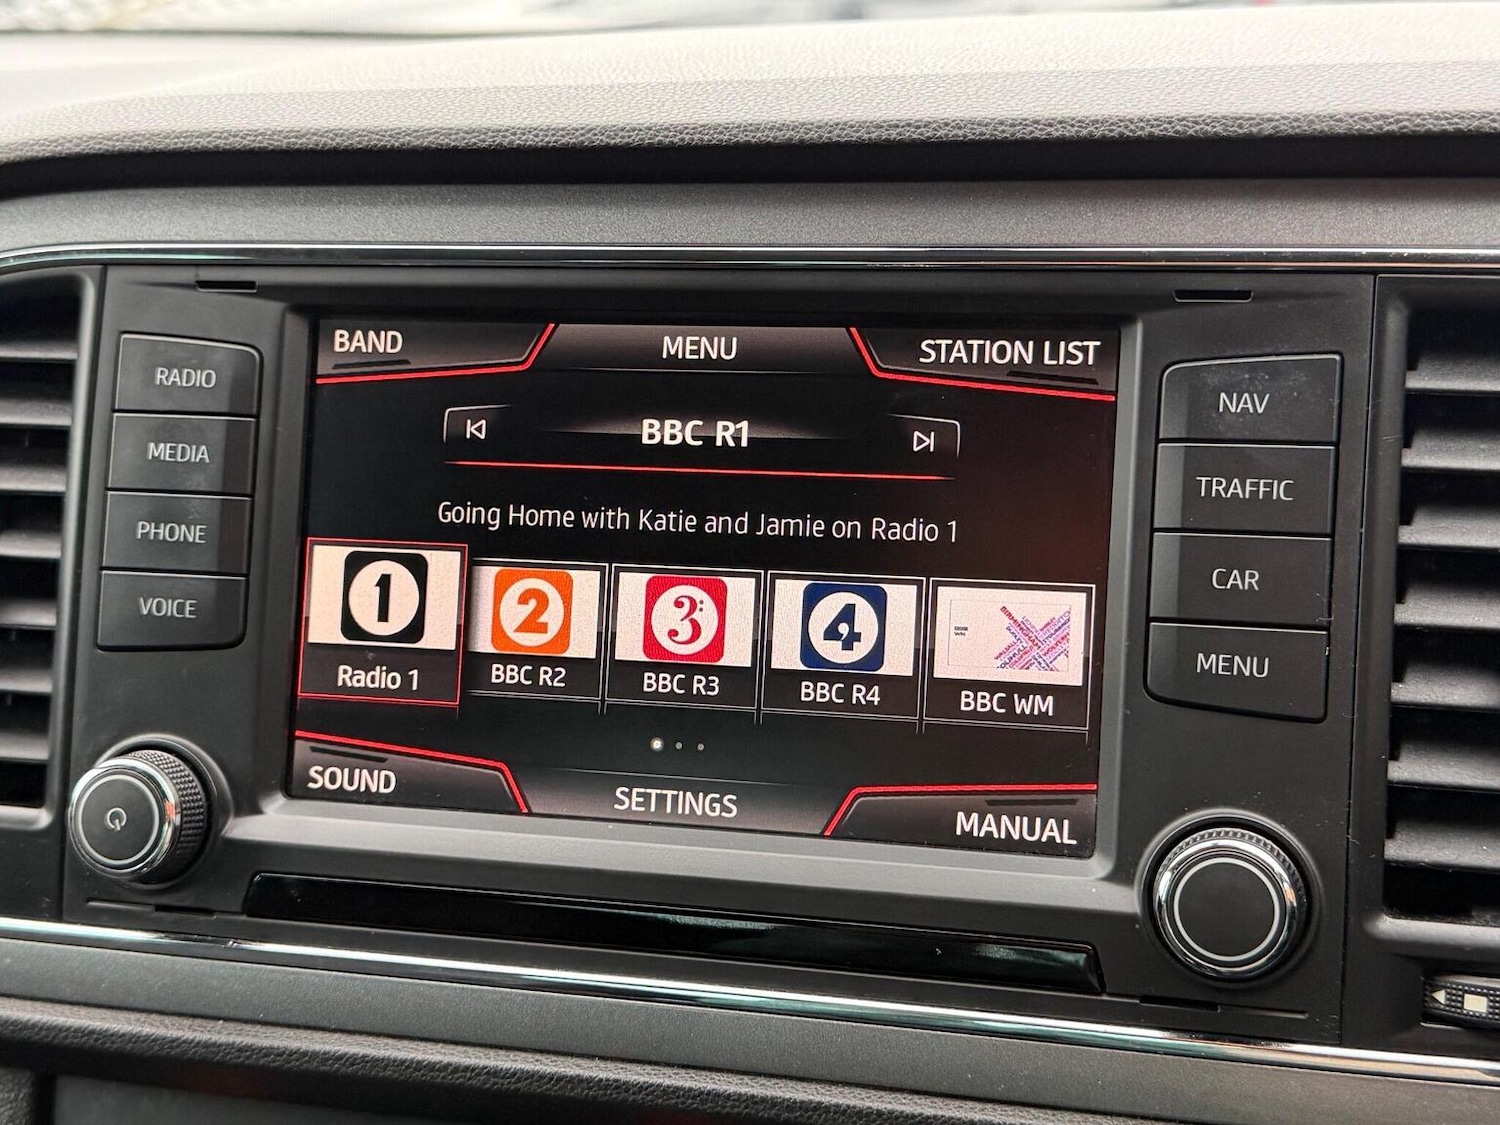 BAND
MENU
STATION LIST
BBC R1
Going Home with Katie and Jamie on Radio 1
1
2
3
4
Radio 1
BBC R2
BBC R3
BBC R4
BBC WM
SOUND
SETTINGS
MANUAL
RADIO
MEDIA
PHONE
VOICE
NAV
TRAFFIC
CAR
MENU